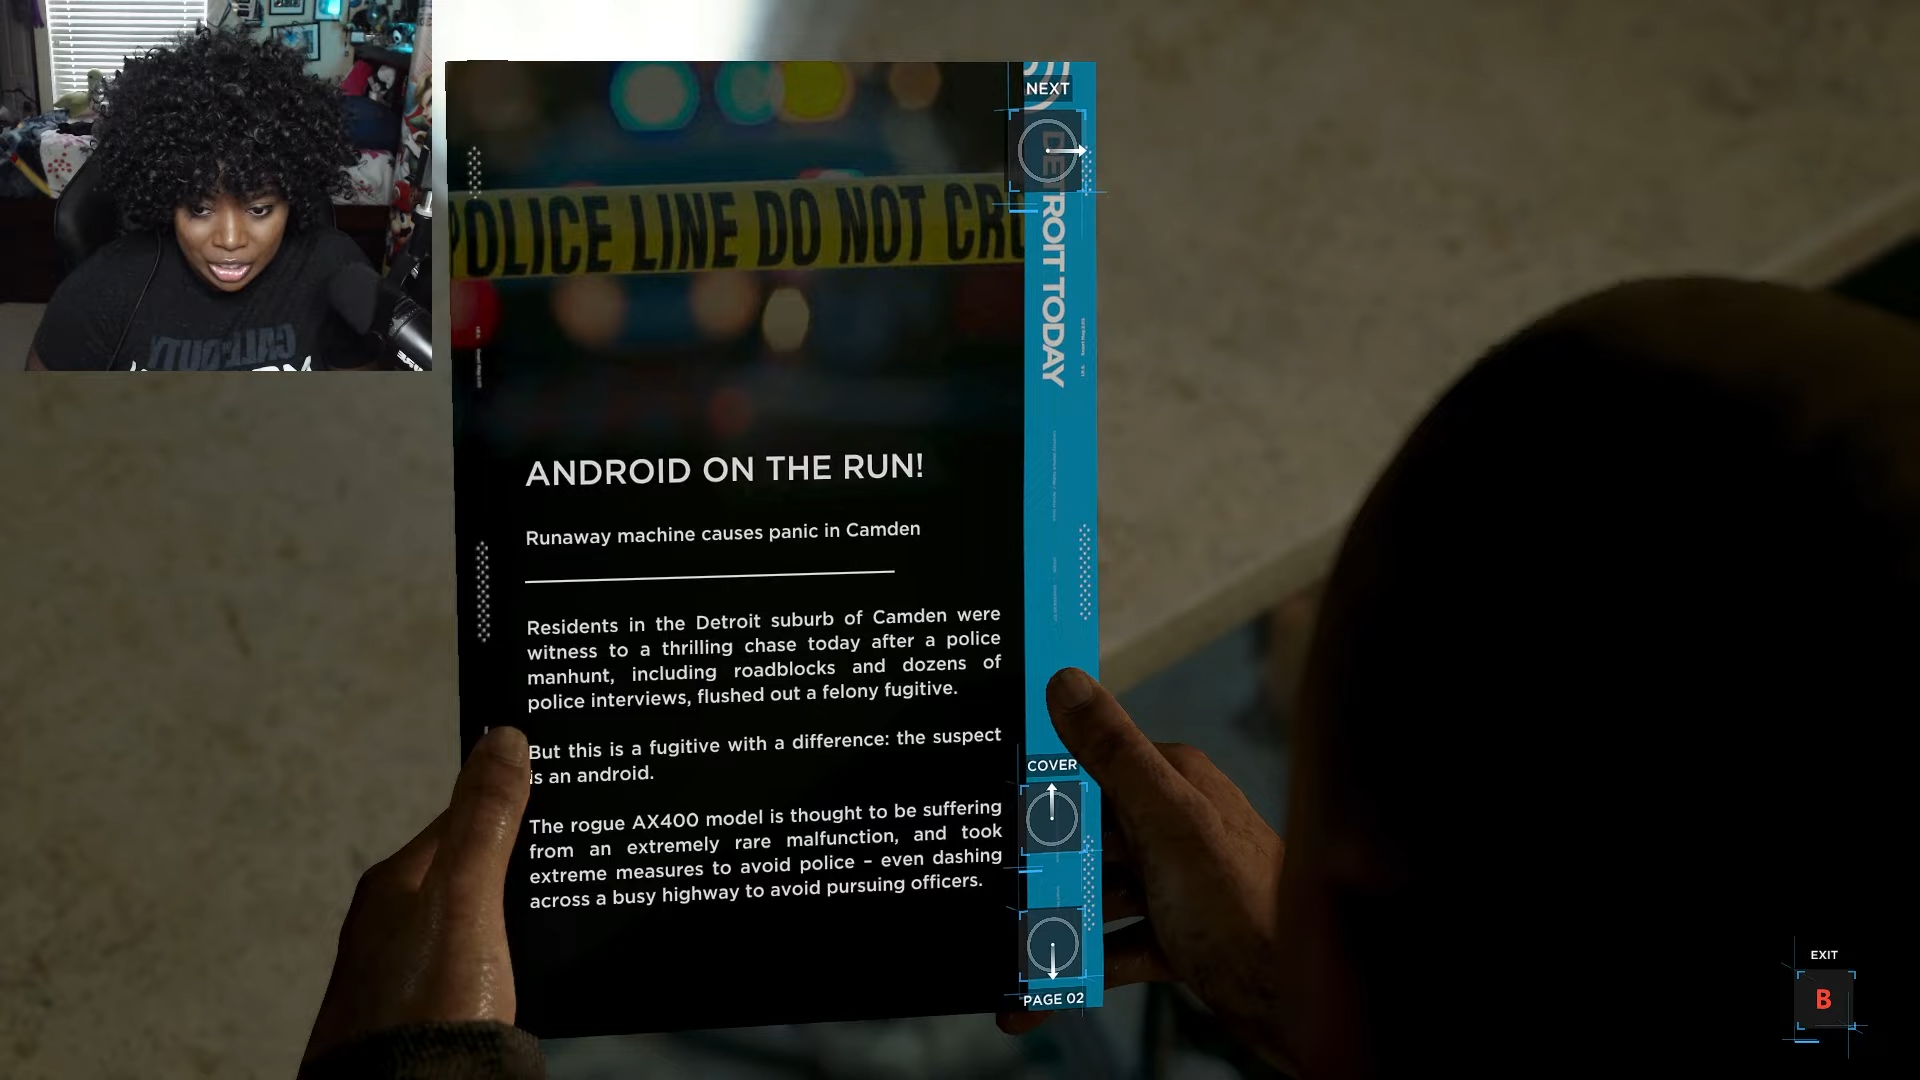 POLICE LINE DO NOT CRO
NEXT
DETROIT TODAY
ANDROID ON THE RUN!
Runaway machine causes panic in Camden
Residents in the Detroit suburb of Camden were
witness to a thrilling chase today after a police
manhunt, including roadblocks and dozens of
police interviews, flushed out a felony fugitive.
But this is a fugitive with a difference: the suspect
is an android.
The rogue AX400 model is thought to be suffering
from an extremely rare malfunction, and took
extreme measures to avoid police – even dashing
across a busy highway to avoid pursuing officers.
COVER
PAGE 02
EXIT
B
CALL DUTY